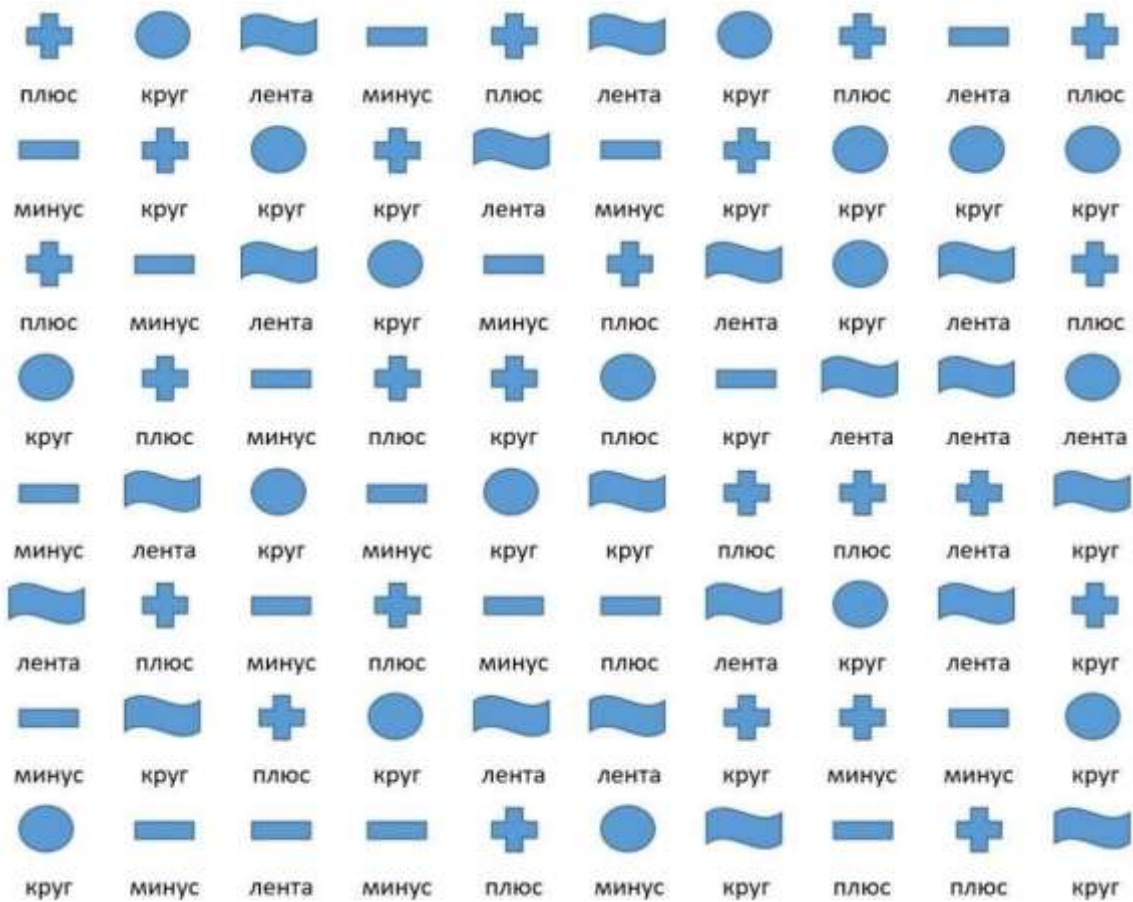 плюс круг лента минус плюс лента круг плюс лента плюс
минус круг круг круг лента минус круг круг круг круг
плюс минус лента круг минус плюс лента круг лента плюс
круг плюс минус плюс круг плюс круг лента лента лента
минус лента круг минус круг круг плюс плюс лента круг
лента плюс минус плюс минус плюс лента круг лента круг
минус круг плюс круг лента лента круг минус минус круг
круг минус лента минус плюс минус круг плюс плюс круг